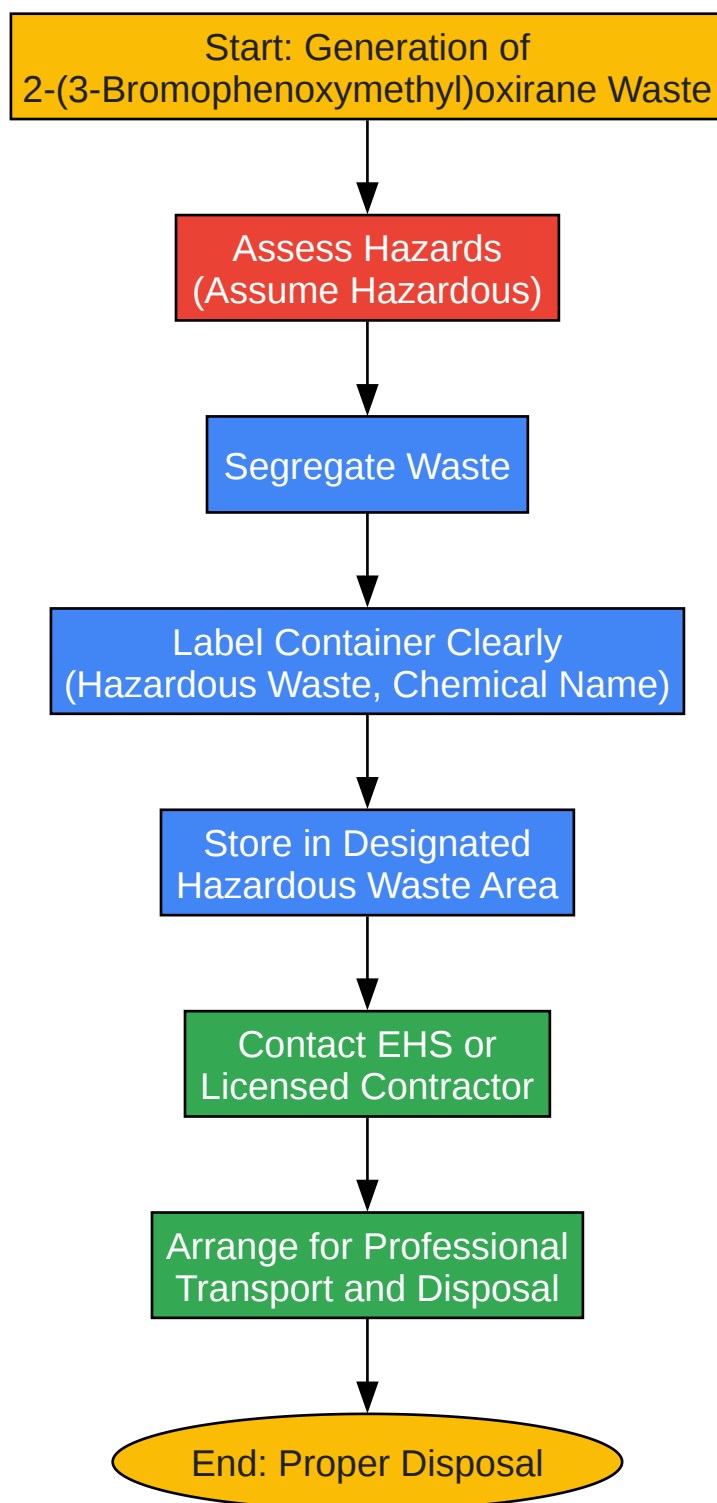 Start: Generation of
2-(3-Bromophenoxymethyl)oxirane Waste
Assess Hazards
(Assume Hazardous)
Segregate Waste
Label Container Clearly
(Hazardous Waste, Chemical Name)
Store in Designated
Hazardous Waste Area
Contact EHS or
Licensed Contractor
Arrange for Professional
Transport and Disposal
End: Proper Disposal